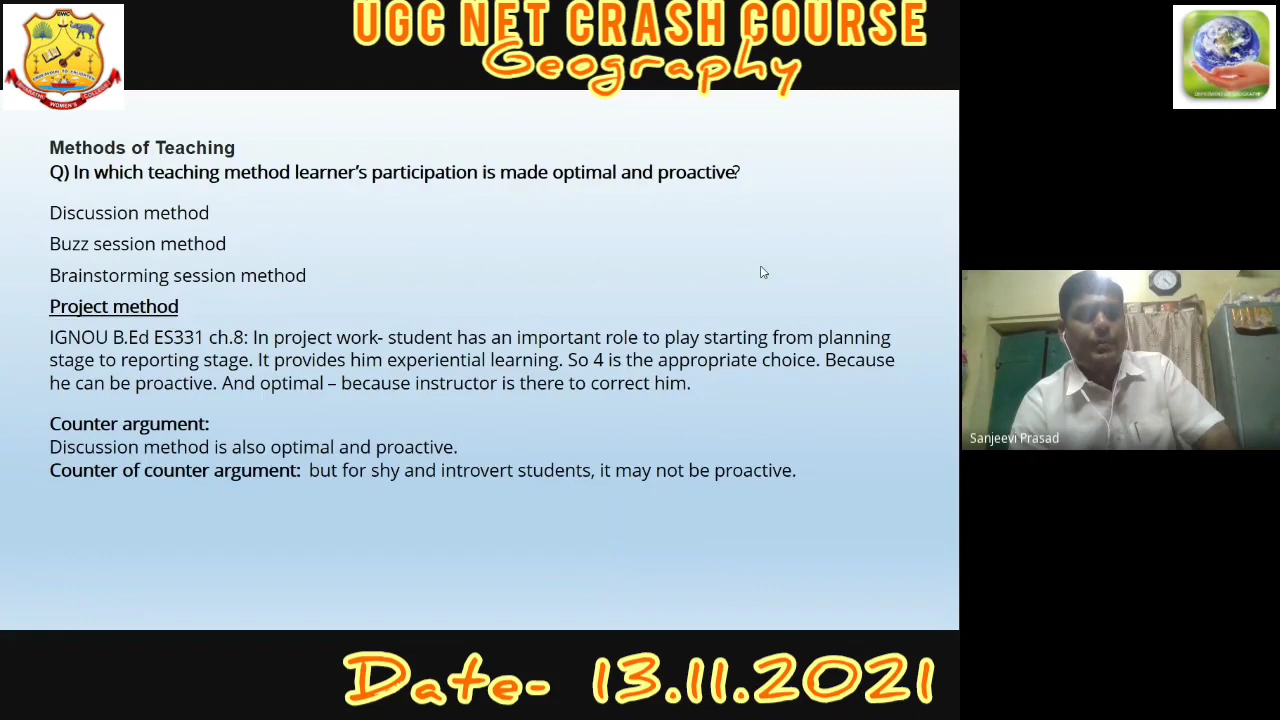 UGC NET CRASH COURSE
Geography
BWC
WOMEN'S
Methods of Teaching
Q) In which teaching method learner's participation is made optimal and proactive?
Discussion method
Buzz session method
Brainstorming session method
Project method
IGNOU B.Ed ES331 ch.8: In project work- student has an important role to play starting from planning
stage to reporting stage. It provides him experiential learning. So 4 is the appropriate choice. Because
he can be proactive. And optimal – because instructor is there to correct him.
Counter argument:
Discussion method is also optimal and proactive.
Counter of counter argument: but for shy and introvert students, it may not be proactive.
Sanjeevi Prasad
Date- 13.11.2021